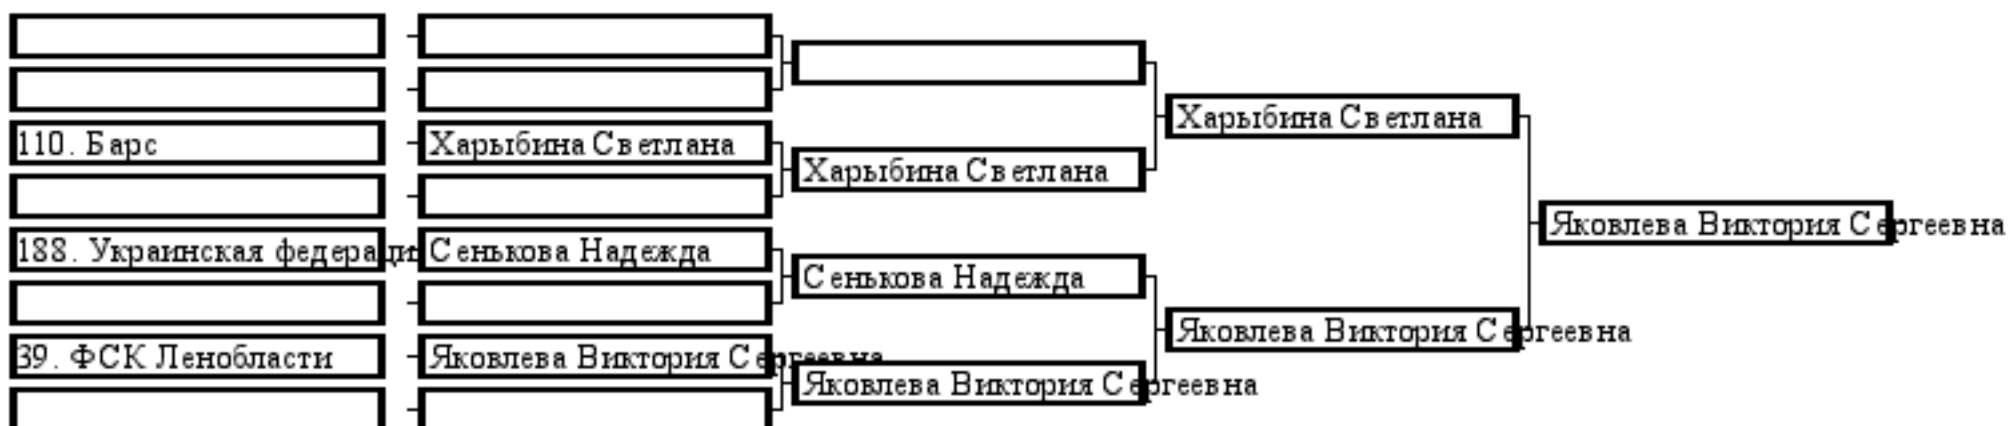 Харыбина Светлана
110. Барс
Харыбина Светлана
Харыбина Светлана
Яковлева Виктория Сергеевна
188. Украинская федераци
Сенькова Надежда
Сенькова Надежда
Яковлева Виктория Сергеевна
39. ФСК Ленобласти
Яковлева Виктория Сергеевна
Яковлева Виктория Сергеевна